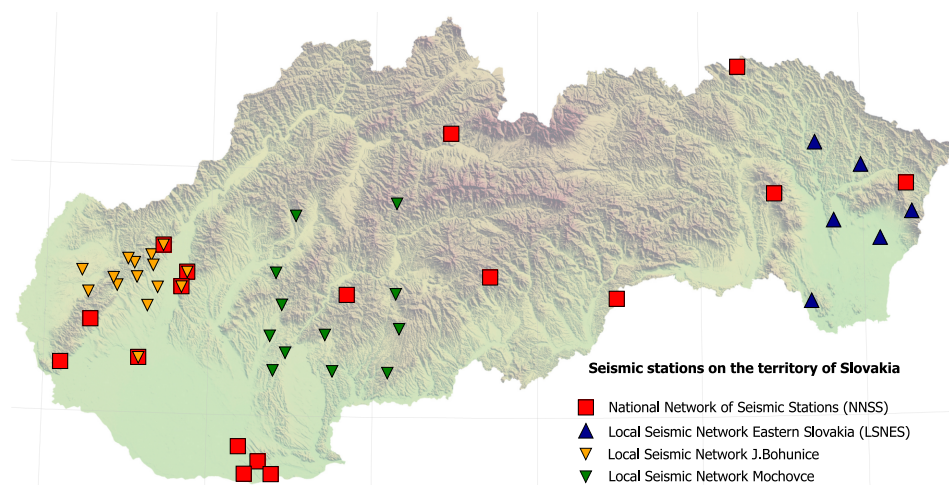 Seismic stations on the territory of Slovakia
National Network of Seismic Stations (NNSS)
Local Seismic Network Eastern Slovakia (LSNES)
Local Seismic Network J.Bohunice
Local Seismic Network Mochovce